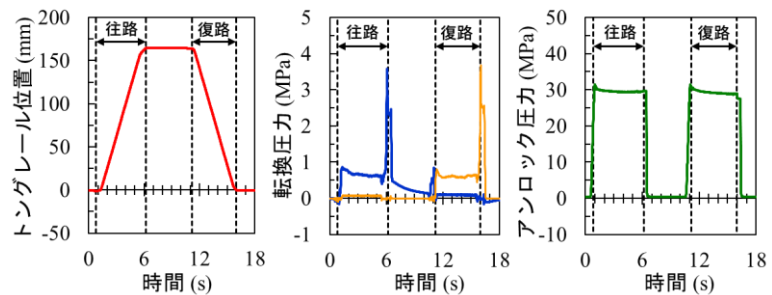 トングレール位置 (mm)
200
150
100
50
0
-50
往路
復路
0 6 12 18
時間 (s)
転換圧力 (MPa)
5
4
3
2
1
0
-1
往路
復路
0 6 12 18
時間 (s)
アンロック圧力 (MPa)
50
40
30
20
10
0
-10
往路
復路
0 6 12 18
時間 (s)